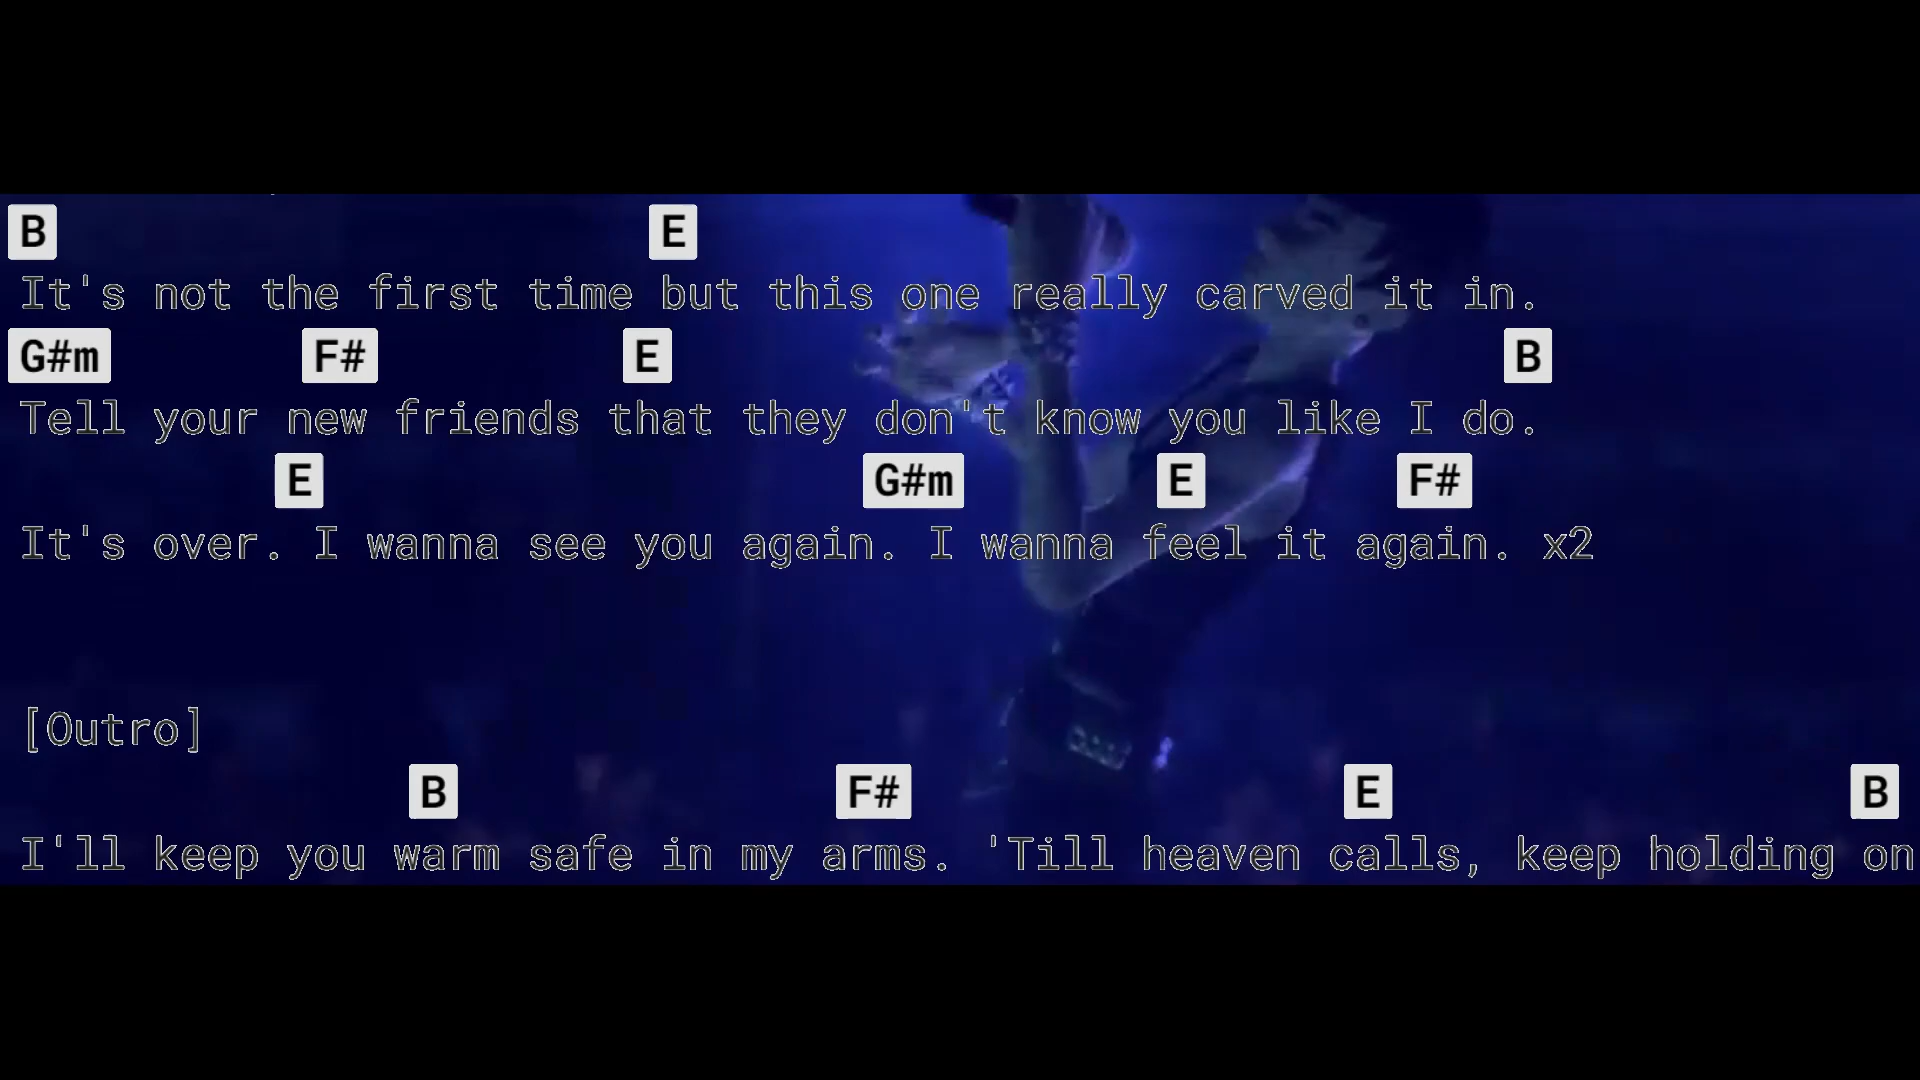 B E
It's not the first time but this one really carved it in.
G#m F# E B
Tell your new friends that they don't know you like I do.
E G#m E F#
It's over. I wanna see you again. I wanna feel it again. x2
[Outro]
B F# E B
I'll keep you warm safe in my arms. 'Till heaven calls, keep holding on